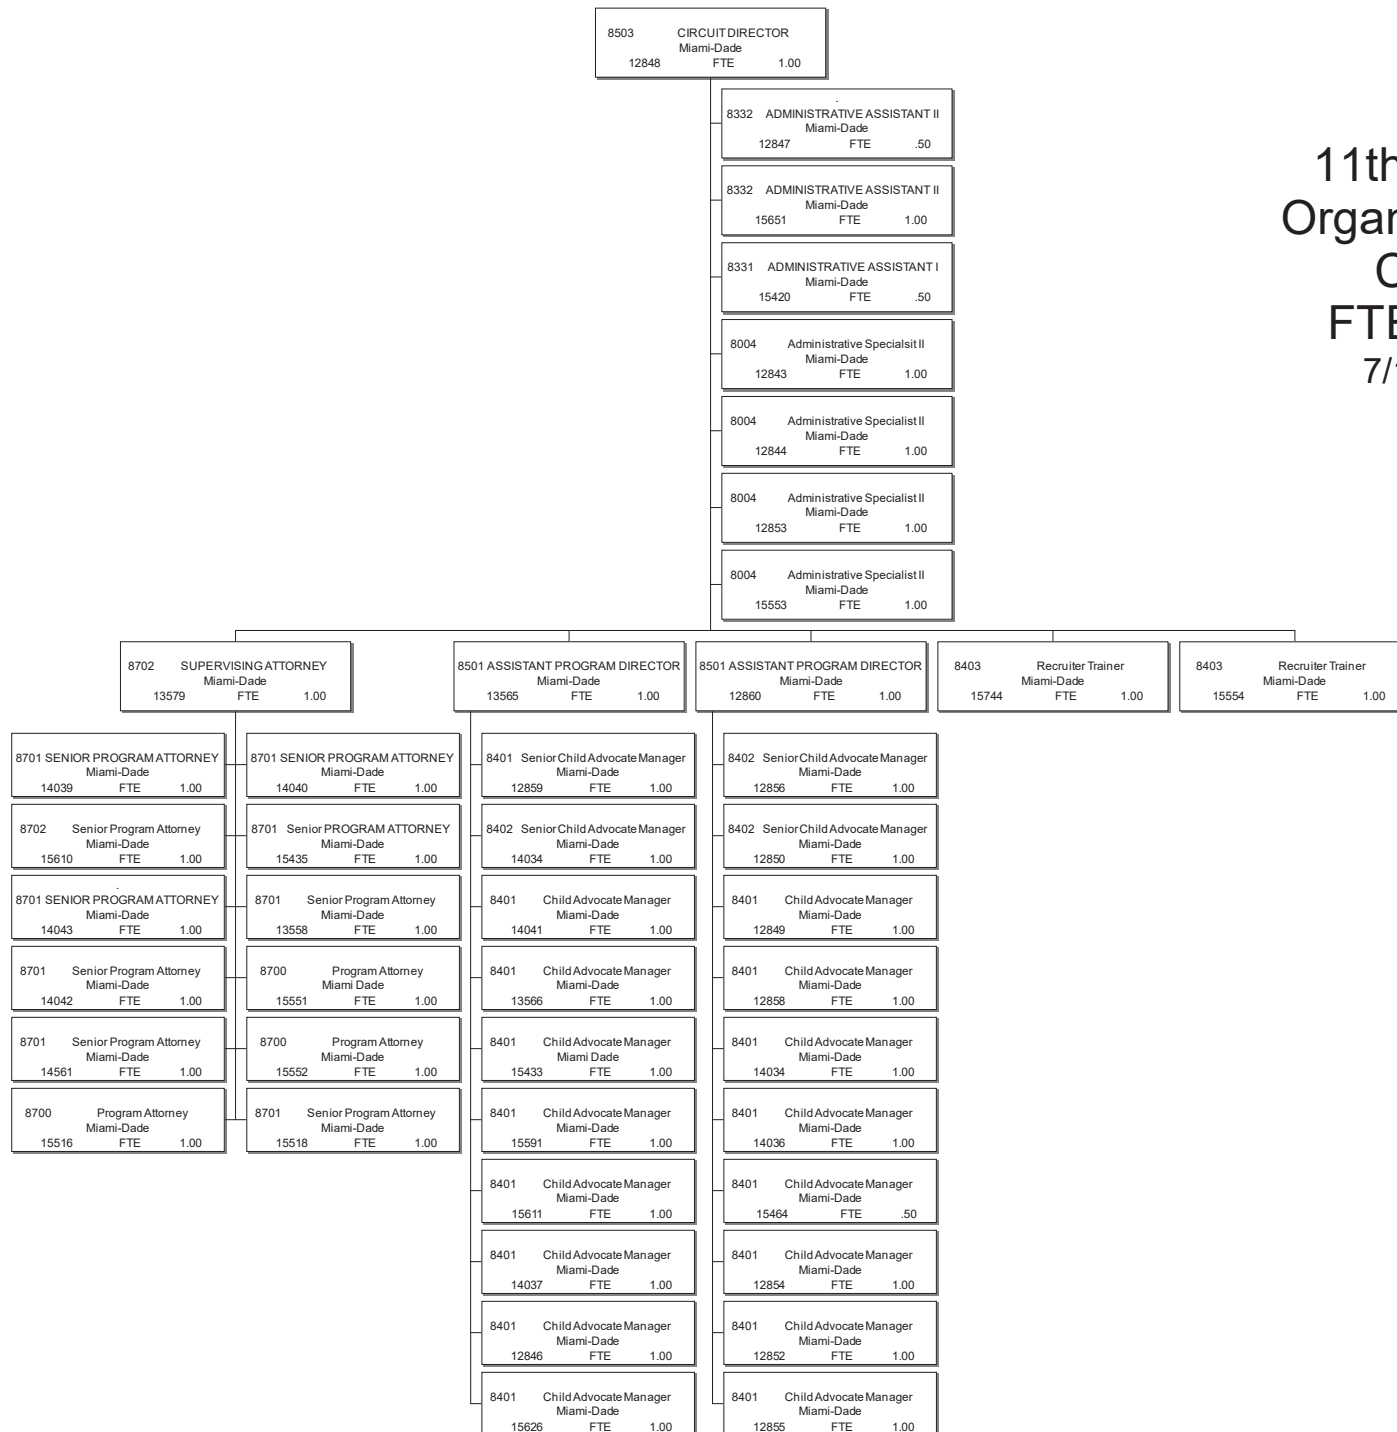 8503 CIRCUIT DIRECTOR
Miami-Dade
12848 FTE 1.00
.
8332 ADMINISTRATIVE ASSISTANT II
Miami-Dade
12847 FTE .50
8332 ADMINISTRATIVE ASSISTANT II
Miami-Dade
15651 FTE 1.00
8331 ADMINISTRATIVE ASSISTANT I
Miami-Dade
15420 FTE .50
8004 Administrative Specialsit II
Miami-Dade
12843 FTE 1.00
8004 Administrative Specialist II
Miami-Dade
12844 FTE 1.00
8004 Administrative Specialist II
Miami-Dade
12853 FTE 1.00
8004 Administrative Specialist II
Miami-Dade
15553 FTE 1.00
11th
Organ
C
FTE
7/1
8702 SUPERVISING ATTORNEY
Miami-Dade
13579 FTE 1.00
8501 ASSISTANT PROGRAM DIRECTOR
Miami-Dade
13565 FTE 1.00
8501 ASSISTANT PROGRAM DIRECTOR
Miami-Dade
12860 FTE 1.00
8403 Recruiter Trainer
Miami-Dade
15744 FTE 1.00
8403 Recruiter Trainer
Miami-Dade
15554 FTE 1.00
8701 SENIOR PROGRAM ATTORNEY
Miami-Dade
14039 FTE 1.00
8702 Senior Program Attorney
Miami-Dade
15610 FTE 1.00
.
8701 SENIOR PROGRAM ATTORNEY
Miami-Dade
14043 FTE 1.00
8701 Senior Program Attorney
Miami-Dade
14042 FTE 1.00
8701 Senior Program Attorney
Miami-Dade
14561 FTE 1.00
8700 Program Attorney
Miami-Dade
15516 FTE 1.00
8701 SENIOR PROGRAM ATTORNEY
Miami-Dade
14040 FTE 1.00
8701 Senior PROGRAM ATTORNEY
Miami-Dade
15435 FTE 1.00
8701 Senior Program Attorney
Miami-Dade
13558 FTE 1.00
8700 Program Attorney
Miami Dade
15551 FTE 1.00
8700 Program Attorney
Miami-Dade
15552 FTE 1.00
8701 Senior Program Attorney
Miami-Dade
15518 FTE 1.00
8401 Senior Child Advocate Manager
Miami-Dade
12859 FTE 1.00
8402 Senior Child Advocate Manager
Miami-Dade
14034 FTE 1.00
8401 Child Advocate Manager
Miami-Dade
14041 FTE 1.00
8401 Child Advocate Manager
Miami-Dade
13566 FTE 1.00
8401 Child Advocate Manager
Miami Dade
15433 FTE 1.00
8401 Child Advocate Manager
Miami-Dade
15591 FTE 1.00
8401 Child Advocate Manager
Miami-Dade
15611 FTE 1.00
8401 Child Advocate Manager
Miami-Dade
14037 FTE 1.00
8401 Child Advocate Manager
Miami-Dade
12846 FTE 1.00
8401 Child Advocate Manager
Miami-Dade
15626 FTE 1.00
8402 Senior Child Advocate Manager
Miami-Dade
12856 FTE 1.00
8402 Senior Child Advocate Manager
Miami-Dade
12850 FTE 1.00
8401 Child Advocate Manager
Miami-Dade
12849 FTE 1.00
8401 Child Advocate Manager
Miami-Dade
12858 FTE 1.00
8401 Child Advocate Manager
Miami-Dade
14034 FTE 1.00
8401 Child Advocate Manager
Miami-Dade
14036 FTE 1.00
8401 Child Advocate Manager
Miami-Dade
15464 FTE .50
8401 Child Advocate Manager
Miami-Dade
12854 FTE 1.00
8401 Child Advocate Manager
Miami-Dade
12852 FTE 1.00
8401 Child Advocate Manager
Miami-Dade
12855 FTE 1.00